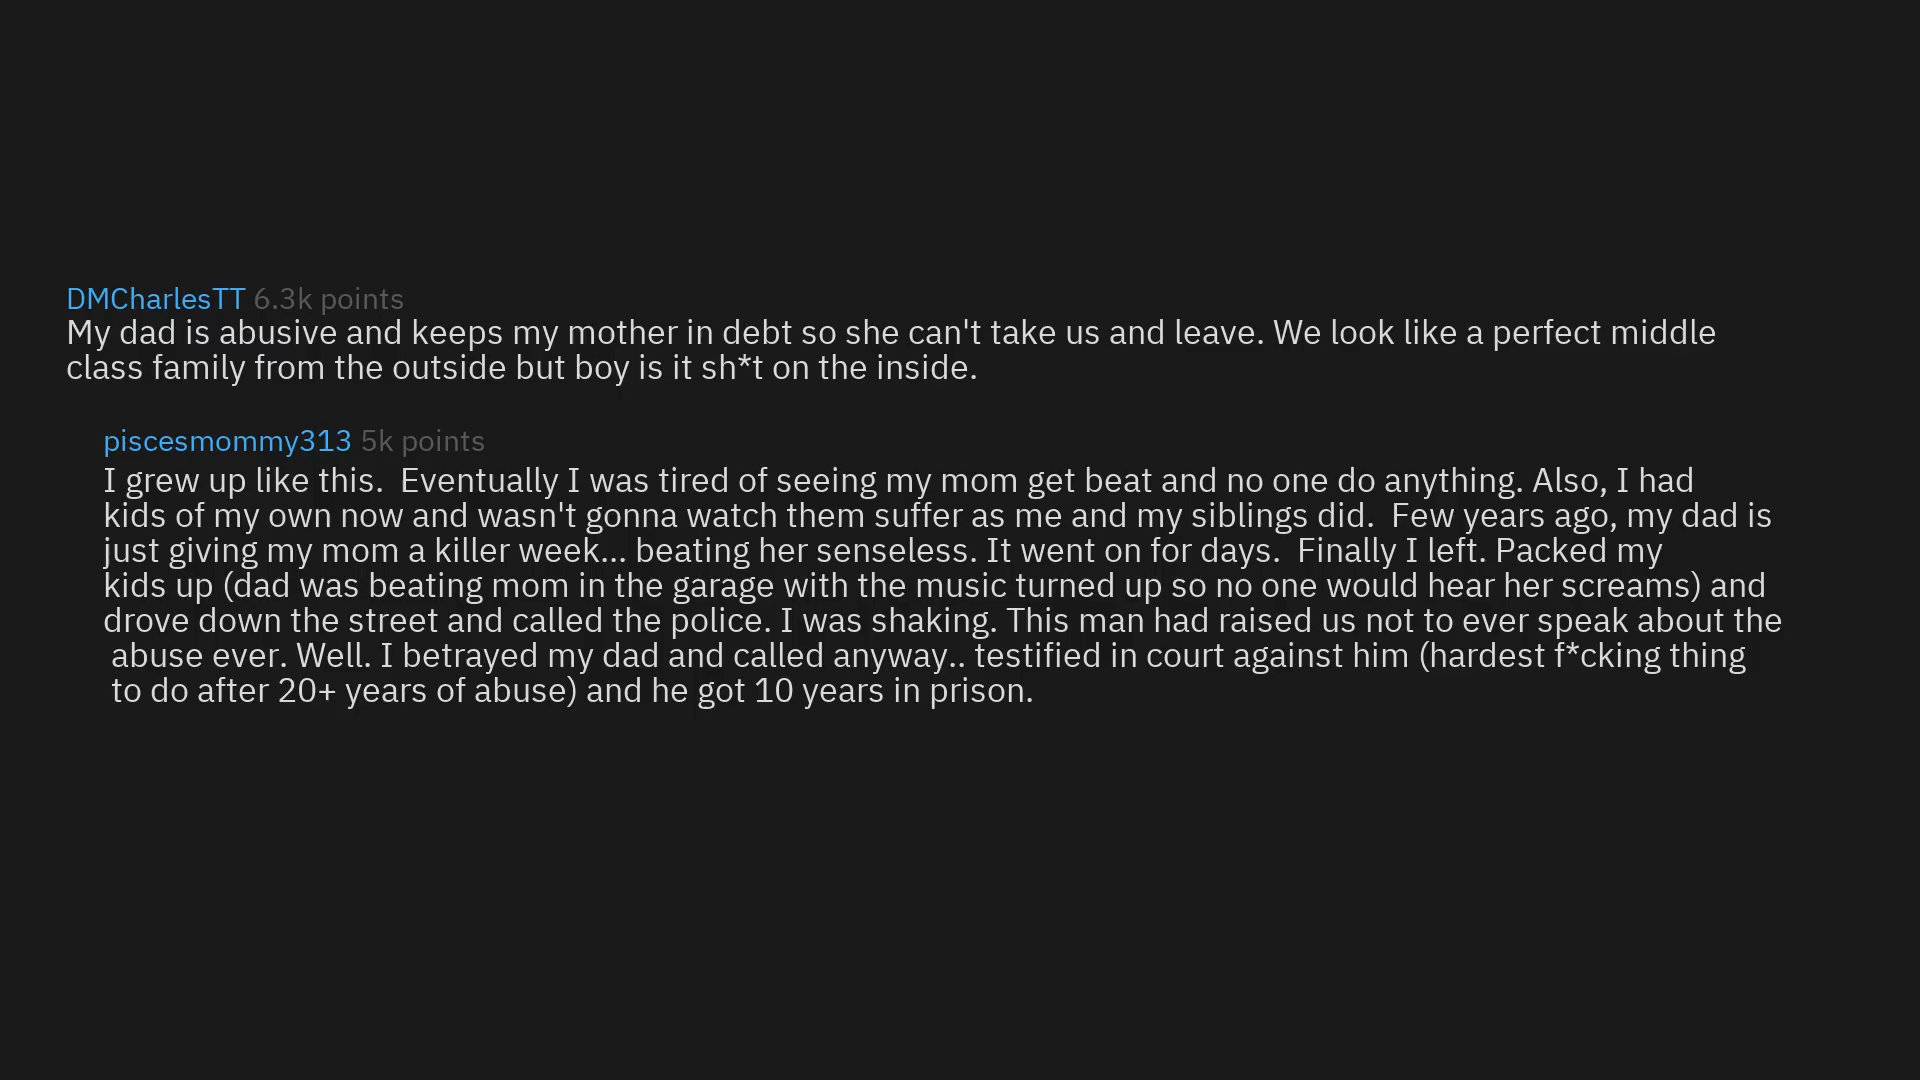 DMCharlesTT 6.3k points
My dad is abusive and keeps my mother in debt so she can't take us and leave. We look like a perfect middle
class family from the outside but boy is it sh*t on the inside.
piscesmommy313 5k points
I grew up like this.  Eventually I was tired of seeing my mom get beat and no one do anything. Also, I had
kids of my own now and wasn't gonna watch them suffer as me and my siblings did.  Few years ago, my dad is
just giving my mom a killer week... beating her senseless. It went on for days.  Finally I left. Packed my
kids up (dad was beating mom in the garage with the music turned up so no one would hear her screams) and
drove down the street and called the police. I was shaking. This man had raised us not to ever speak about the
abuse ever. Well. I betrayed my dad and called anyway.. testified in court against him (hardest f*cking thing
to do after 20+ years of abuse) and he got 10 years in prison.